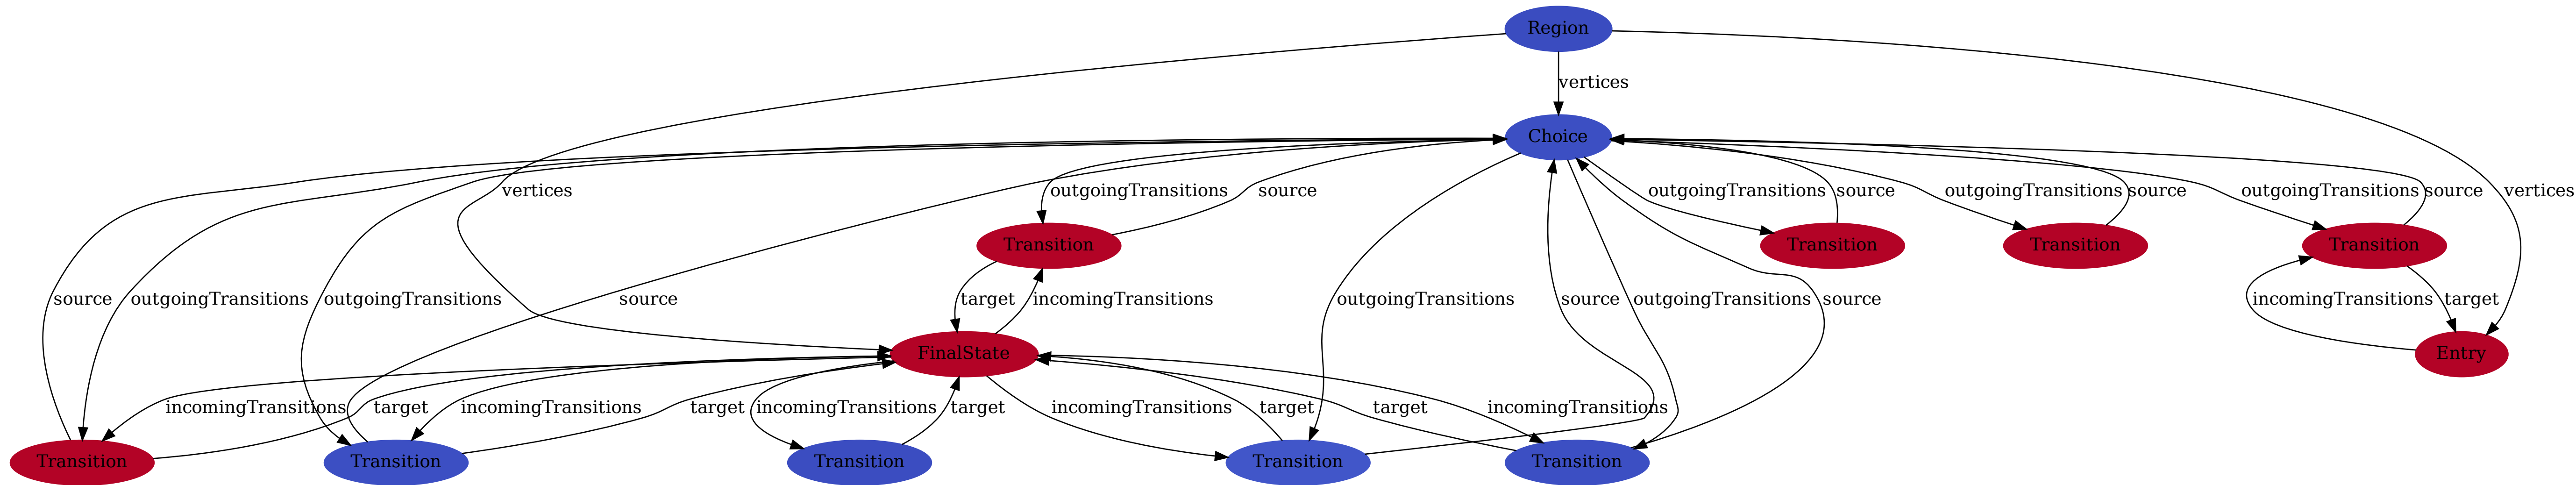 Region
vertices
Choice
vertices
outgoingTransitions
source
outgoingTransitions
source
outgoingTransitions
source
outgoingTransitions
source
vertices
Transition
Transition
Transition
Transition
source
outgoingTransitions
outgoingTransitions
source
target
incomingTransitions
outgoingTransitions
source
outgoingTransitions
source
incomingTransitions
target
FinalState
Entry
incomingTransitions
target
incomingTransitions
target
incomingTransitions
target
incomingTransitions
target
target
incomingTransitions
Transition
Transition
Transition
Transition
Transition